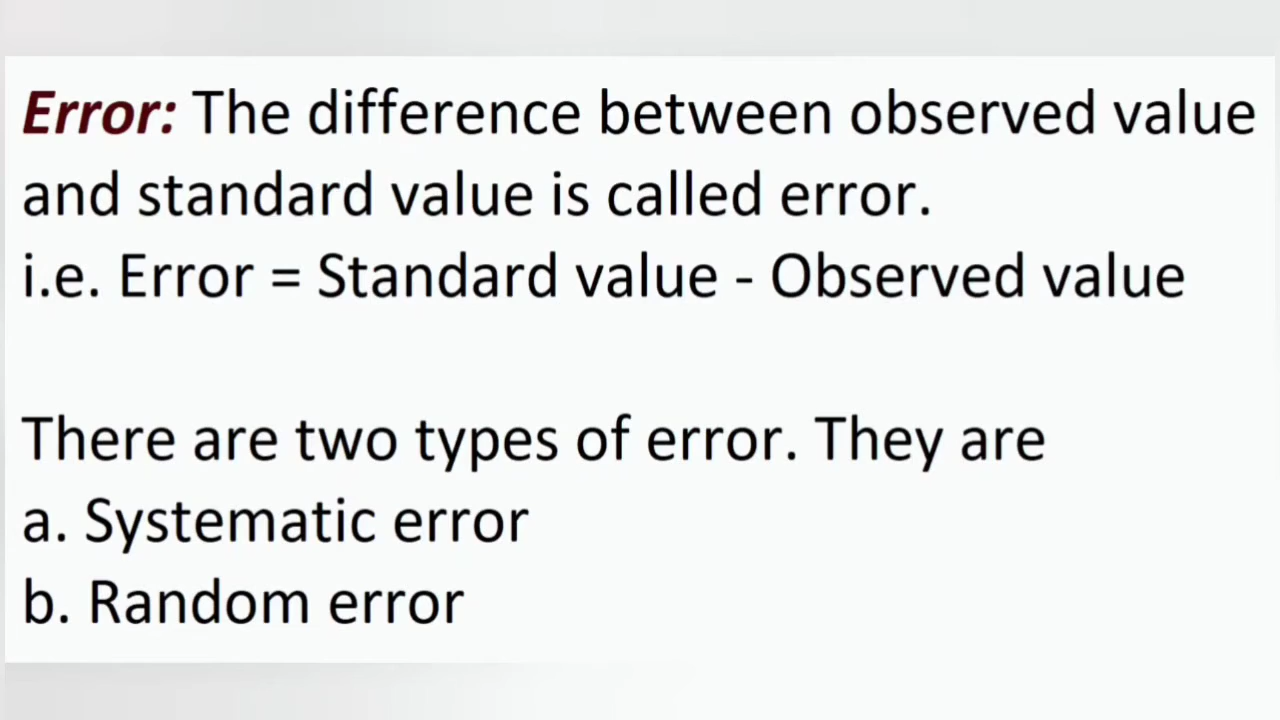 Error: The difference between observed value
and standard value is called error.
i.e. Error = Standard value - Observed value
There are two types of error. They are
a. Systematic error
b. Random error